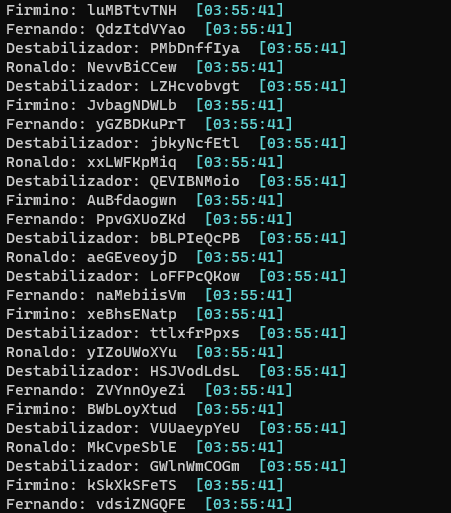 Firmino: luMBTtvTNH  [03:55:41]
Fernando: QdzItdVYao  [03:55:41]
Destabilizador: PMbDnffIya  [03:55:41]
Ronaldo: NevvBiCCew  [03:55:41]
Destabilizador: LZHcvobvgt  [03:55:41]
Firmino: JvbagNDWLb  [03:55:41]
Fernando: yGZBDKuPrT  [03:55:41]
Destabilizador: jbkyNcfEtl  [03:55:41]
Ronaldo: xxLWFKpMiq  [03:55:41]
Destabilizador: QEVIBNMoio  [03:55:41]
Firmino: AuBfdaogwn  [03:55:41]
Fernando: PpvGXUoZKd  [03:55:41]
Destabilizador: bBLPIeQcPB  [03:55:41]
Ronaldo: aeGEveoyjD  [03:55:41]
Destabilizador: LoFFPcQKow  [03:55:41]
Fernando: naMebiisVm  [03:55:41]
Firmino: xeBhsENatp  [03:55:41]
Destabilizador: ttlxfrPpxs  [03:55:41]
Ronaldo: yIZoUWoXYu  [03:55:41]
Destabilizador: HSJVodLdsL  [03:55:41]
Fernando: ZVYnnOyeZi  [03:55:41]
Firmino: BWbLoyXtud  [03:55:41]
Destabilizador: VUUaeypYeU  [03:55:41]
Ronaldo: MkCvpeSblE  [03:55:41]
Destabilizador: GWlnWmCOGm  [03:55:41]
Firmino: kSkXkSFeTS  [03:55:41]
Fernando: vdsiZNGQFE  [03:55:41]